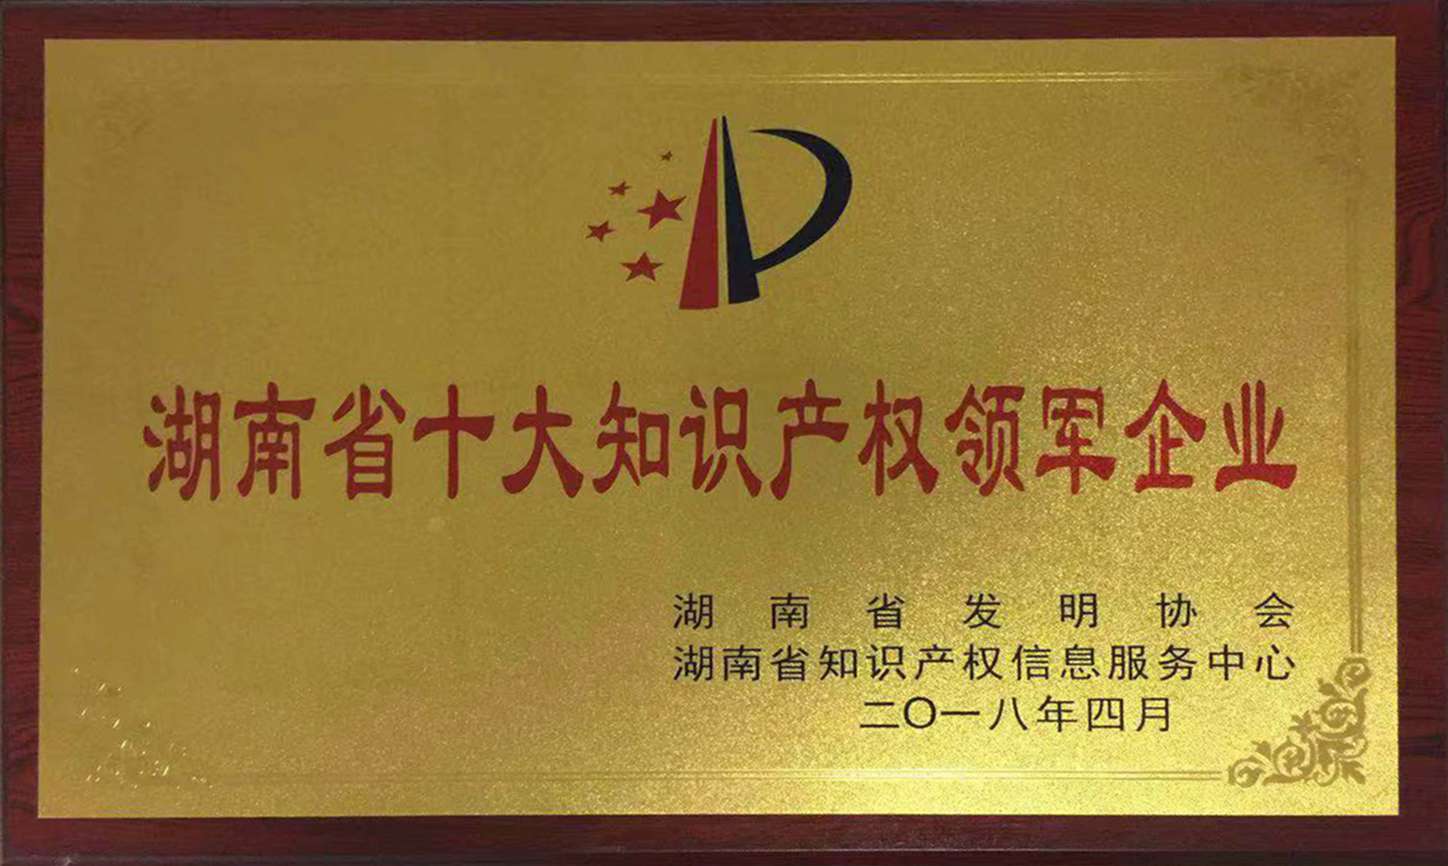 湖南省十大知识产权领军企业
湖南省发明协会
湖南省知识产权信息服务中心
二〇一八年四月